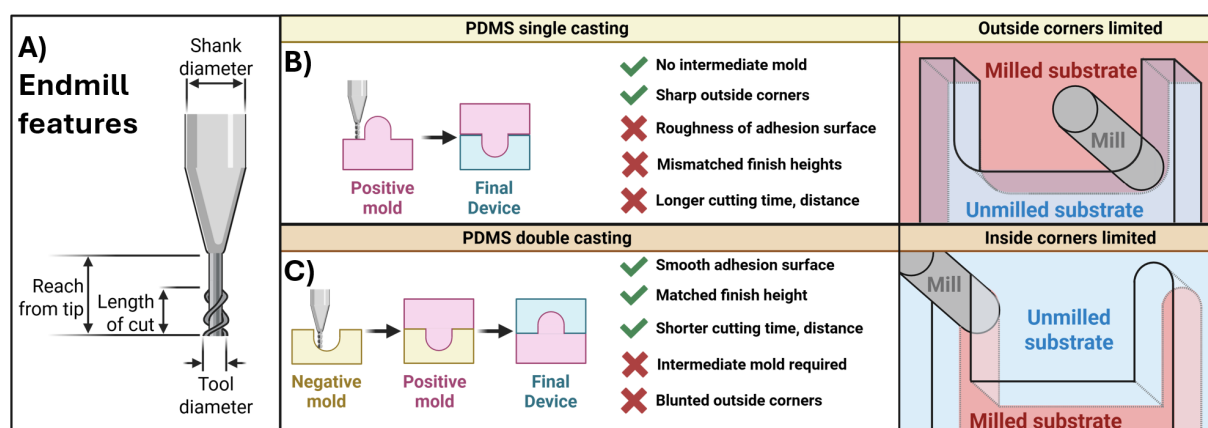 A)
Endmill
features
Shank
diameter
Reach
from tip
Length
of cut
Tool
diameter
PDMS single casting
B)
Positive
mold
Final
Device
No intermediate mold
Sharp outside corners
Roughness of adhesion surface
Mismatched finish heights
Longer cutting time, distance
Outside corners limited
Milled substrate
Mill
Unmilled substrate
PDMS double casting
C)
Negative
mold
Positive
mold
Final
Device
Smooth adhesion surface
Matched finish height
Shorter cutting time, distance
Intermediate mold required
Blunted outside corners
Inside corners limited
Mill
Unmilled
substrate
Milled substrate